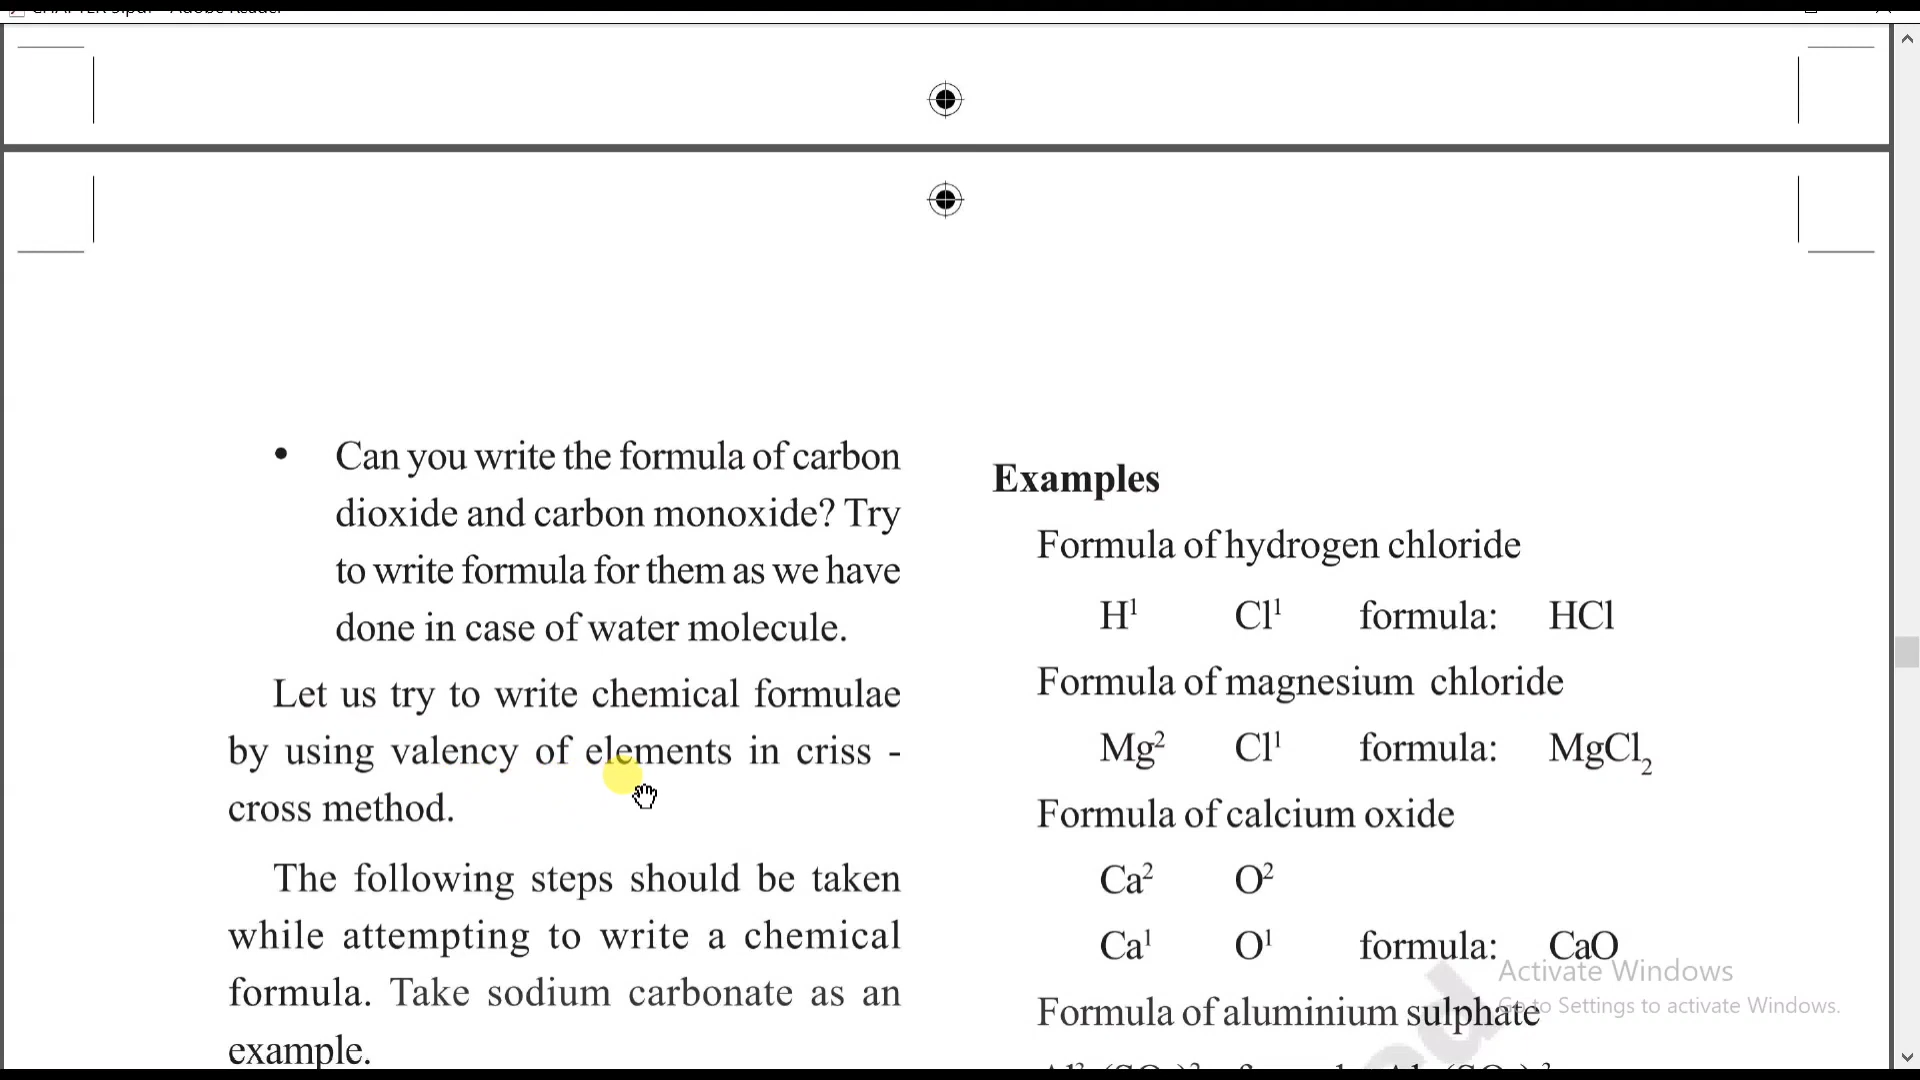 • Can you write the formula of carbon
dioxide and carbon monoxide? Try
to write formula for them as we have
done in case of water molecule.
Let us try to write chemical formulae
by using valency of elements in criss -
cross method.
The following steps should be taken
while attempting to write a chemical
formula. Take sodium carbonate as an
example.
Examples
Formula of hydrogen chloride
H¹ Cl¹ formula: HCl
Formula of magnesium chloride
Mg² Cl¹ formula: MgCl₂
Formula of calcium oxide
Ca² O²
Ca¹ O¹ formula: CaO
Formula of aluminium sulphate
Activate Windows
Go to Settings to activate Windows.